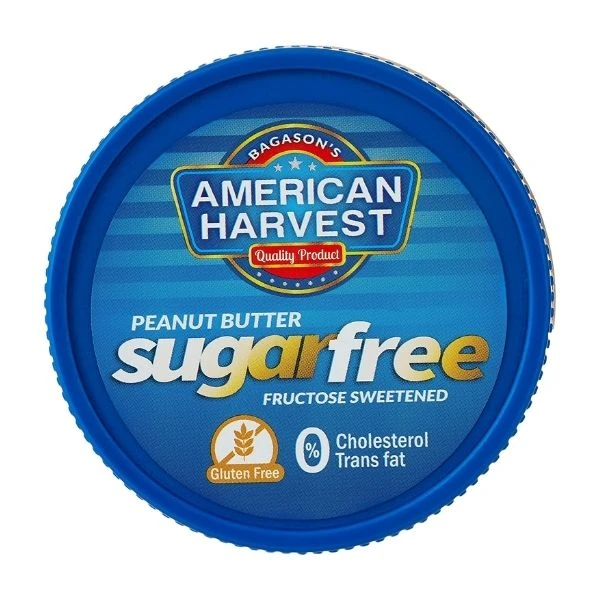 BAGASON'S
AMERICAN
HARVEST
Quality Product
PEANUT BUTTER
sugarfree
FRUCTOSE SWEETENED
Gluten Free
0% Cholesterol
Trans fat